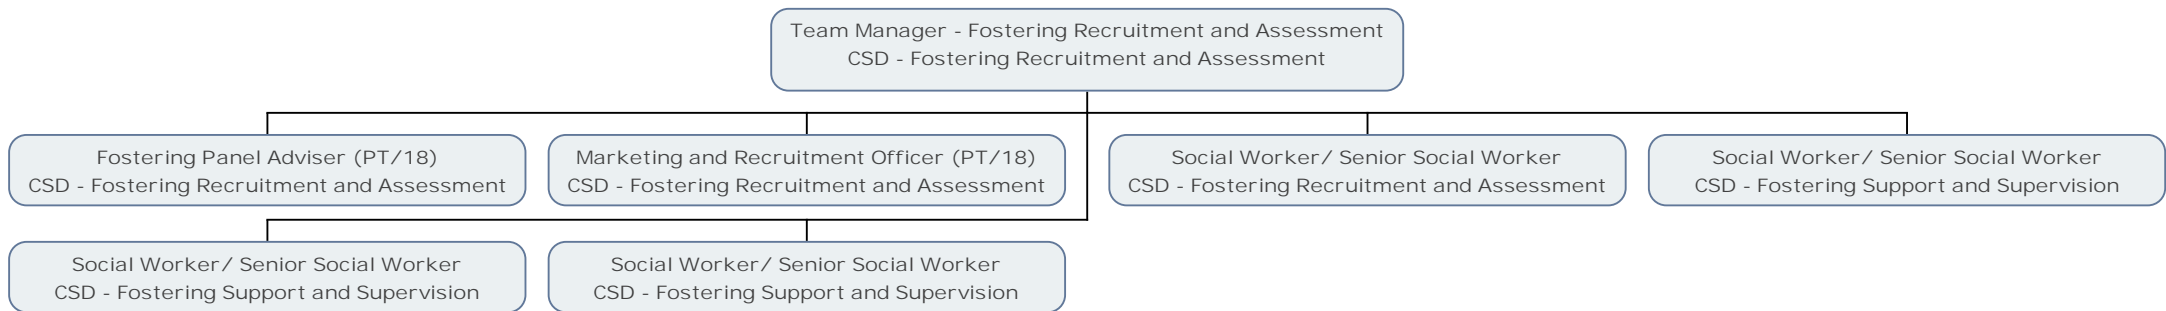 Team Manager - Fostering Recruitment and Assessment
CSD - Fostering Recruitment and Assessment
Fostering Panel Adviser (PT/18)
CSD - Fostering Recruitment and Assessment
Marketing and Recruitment Officer (PT/18)
CSD - Fostering Recruitment and Assessment
Social Worker/ Senior Social Worker
CSD - Fostering Recruitment and Assessment
Social Worker/ Senior Social Worker
CSD - Fostering Support and Supervision
Social Worker/ Senior Social Worker
CSD - Fostering Support and Supervision
Social Worker/ Senior Social Worker
CSD - Fostering Support and Supervision